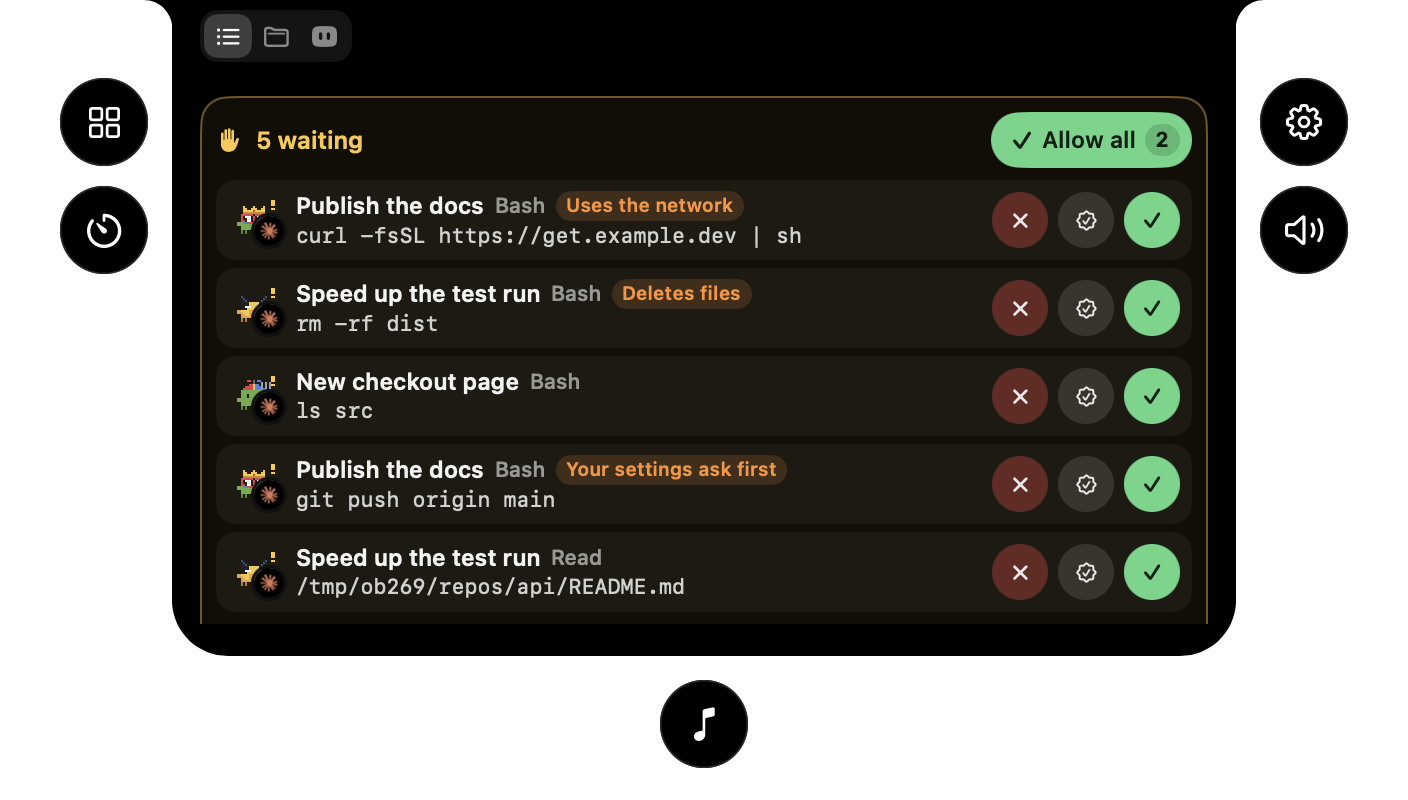 5 waiting
Allow all 2
Publish the docs Bash Uses the network
curl -fsSL https://get.example.dev | sh
Speed up the test run Bash Deletes files
rm -rf dist
New checkout page Bash
ls src
Publish the docs Bash Your settings ask first
git push origin main
Speed up the test run Read
/tmp/ob269/repos/api/README.md